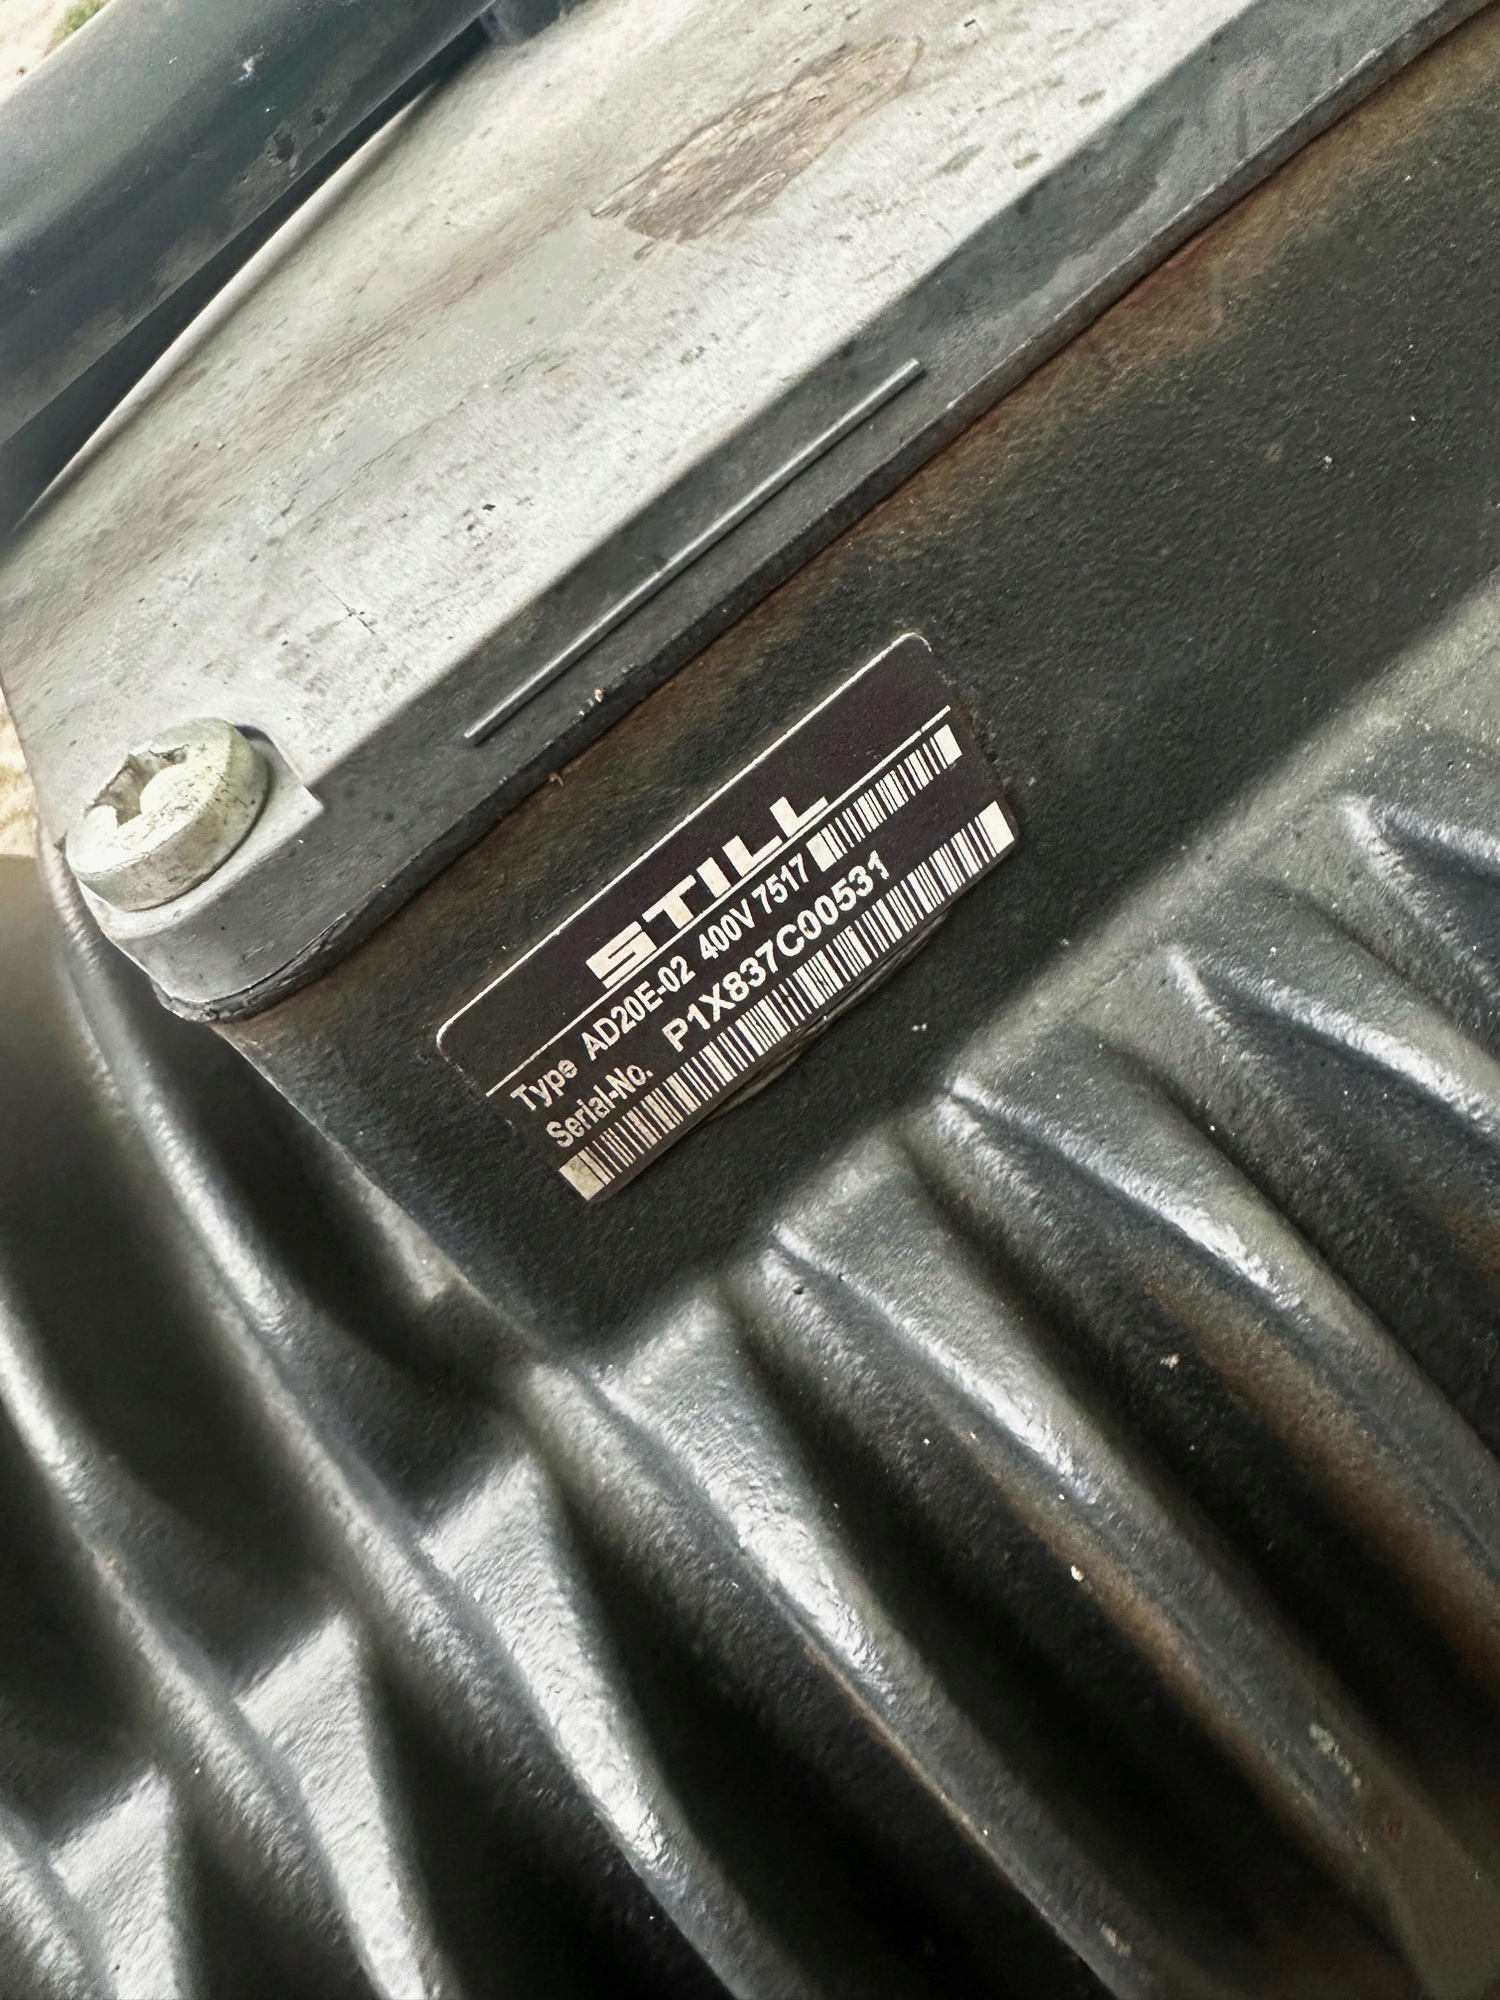 STILL
Type AD20E-02 400V 7517
Serial-No. P1X837C00531